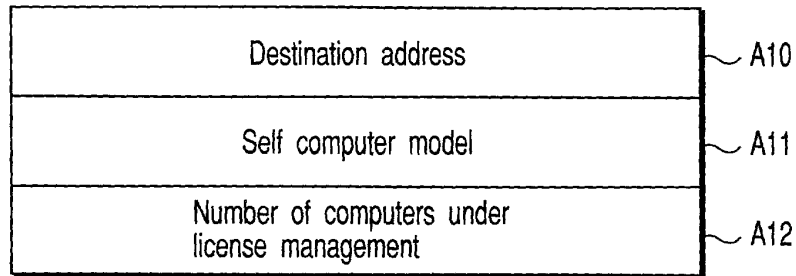 Destination address A10
Self computer model A11
Number of computers under
license management A12